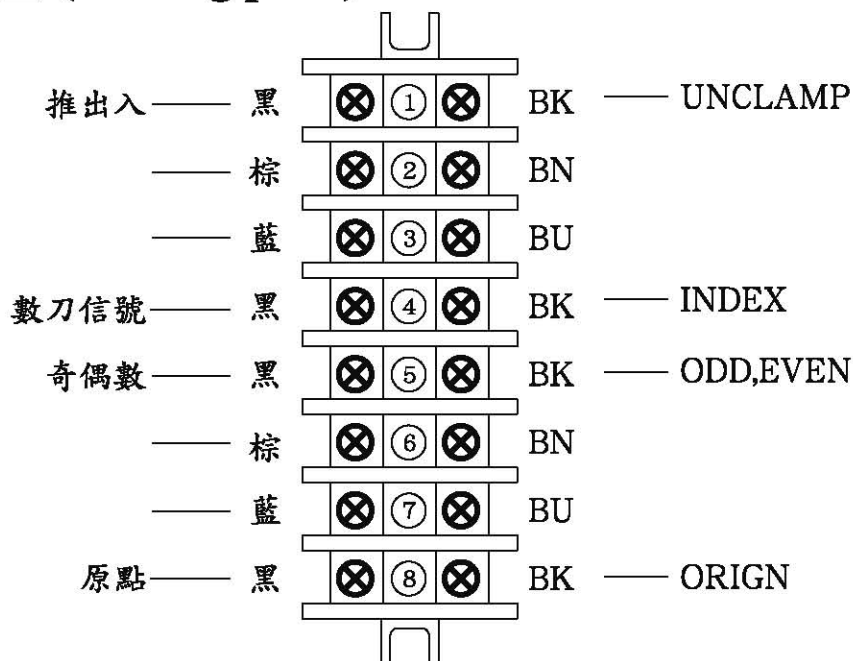 推出入 黑 1 BK UNCLAMP
棕 2 BN
藍 3 BU
數刀信號 黑 4 BK INDEX
奇偶數 黑 5 BK ODD,EVEN
棕 6 BN
藍 7 BU
原點 黑 8 BK ORIGN